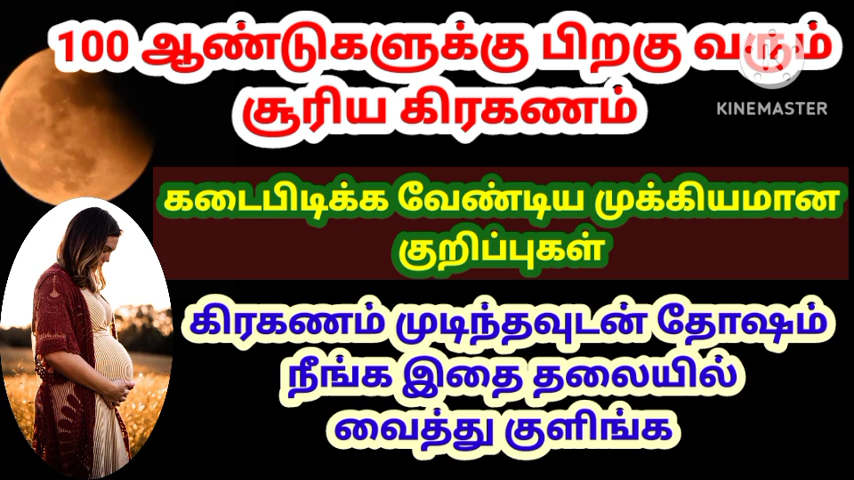 100 ஆண்டுகளுக்கு பிறகு வரும்
சூரிய கிரகணம்
KINEMASTER
கடைபிடிக்க வேண்டிய முக்கியமான
குறிப்புகள்
கிரகணம் முடிந்தவுடன் தோஷம்
நீங்க இதை தலையில்
வைத்து குளிங்க